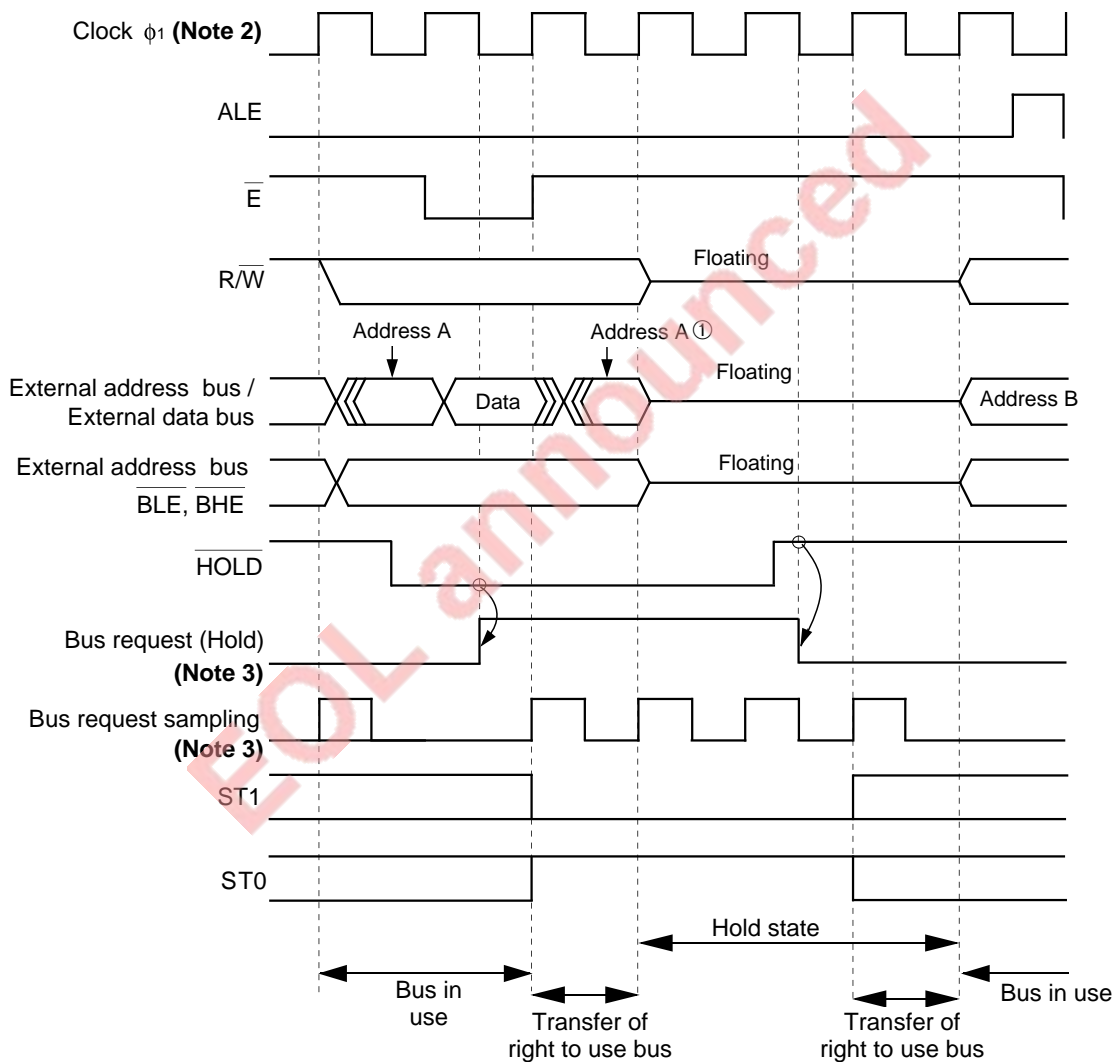 Clock ϕ1 (Note 2)
ALE
E
R/W
Floating
Address A
Address A ①
External address bus /
External data bus
Data
Floating
Address B
External address bus
BLE, BHE
Floating
HOLD
Bus request (Hold)
(Note 3)
Bus request sampling
(Note 3)
ST1
ST0
Hold state
Bus in
use
Transfer of
right to use bus
Transfer of
right to use bus
Bus in use
EOL announced